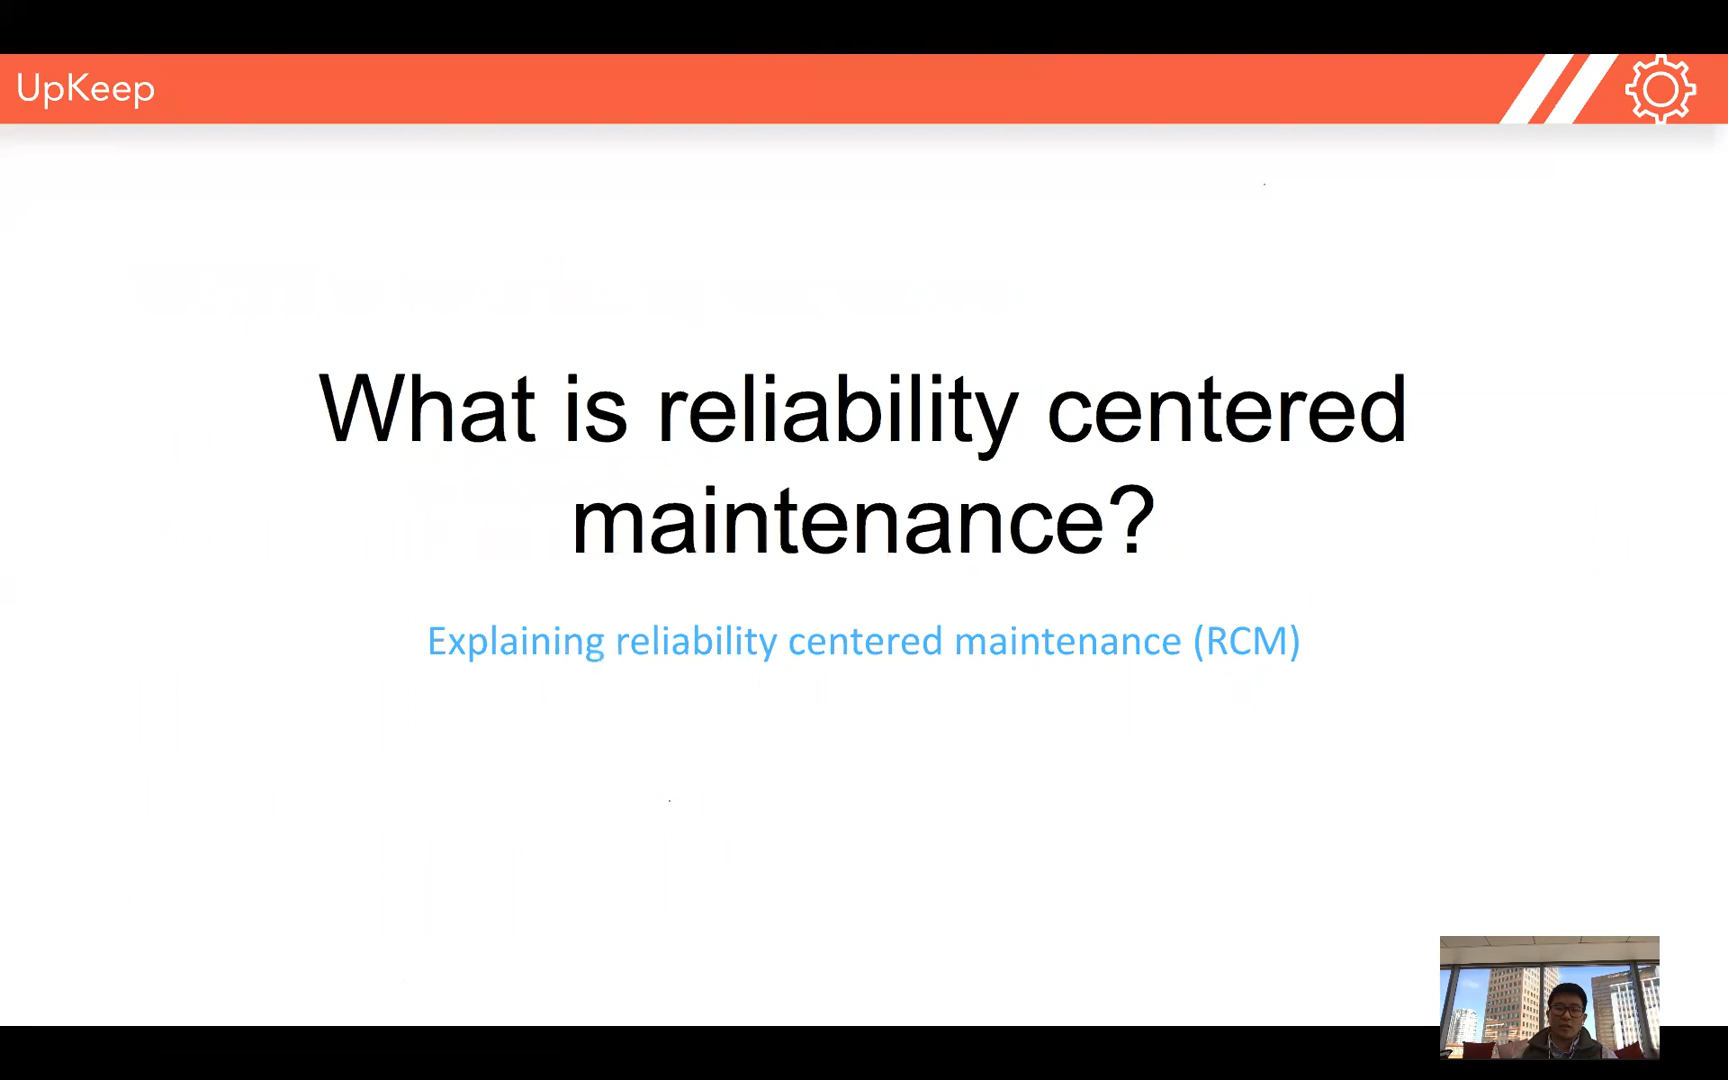 UpKeep
What is reliability centered
maintenance?
Explaining reliability centered maintenance (RCM)